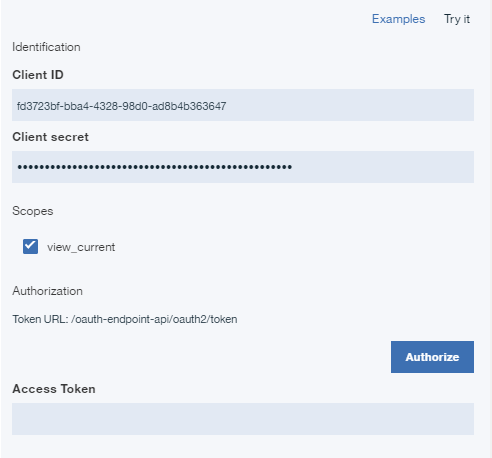 Examples Try it
Identification
Client ID
fd3723bf-bba4-4328-98d0-ad8b4b363647
Client secret
••••••••••••••••••••••••••••••••••••••••••••••••••
Scopes
view_current
Authorization
Token URL: /oauth-endpoint-api/oauth2/token
Authorize
Access Token